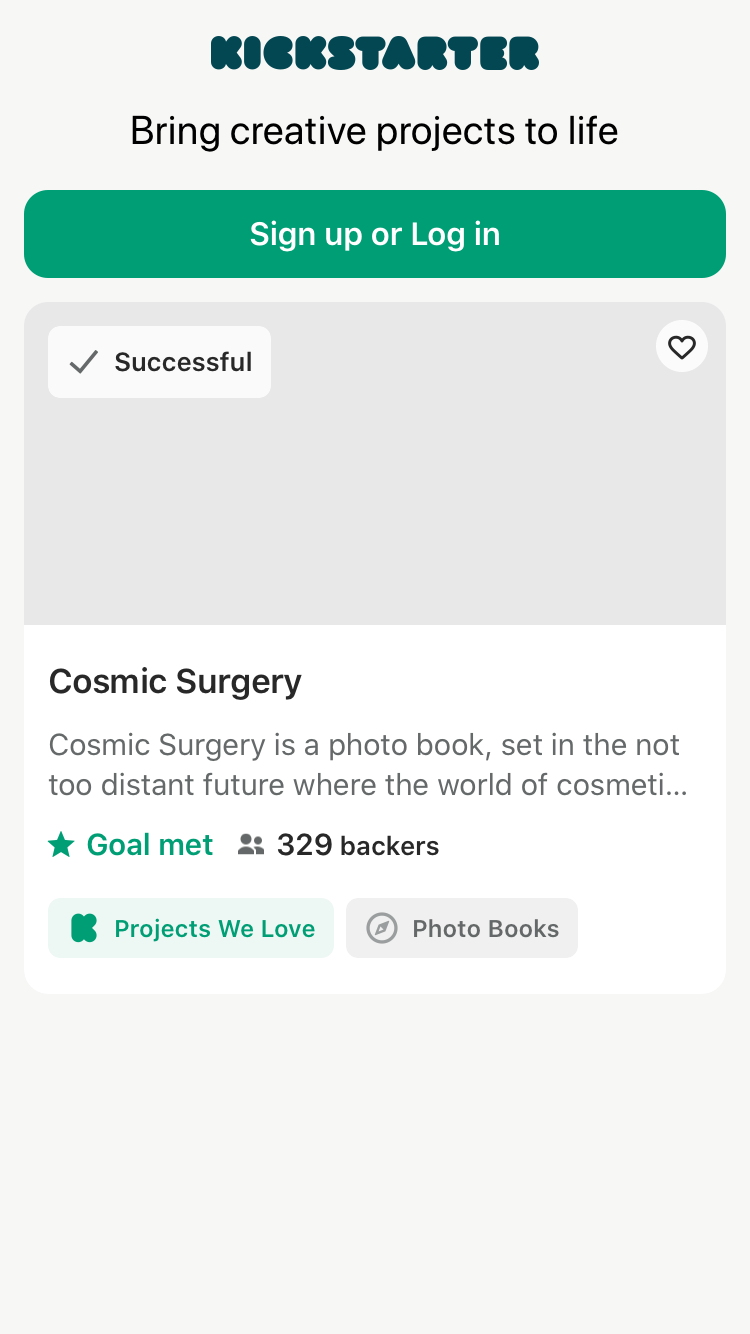 KICKSTARTER
Bring creative projects to life
Sign up or Log in
Successful
Cosmic Surgery
Cosmic Surgery is a photo book, set in the not
too distant future where the world of cosmeti...
Goal met 329 backers
Projects We Love Photo Books